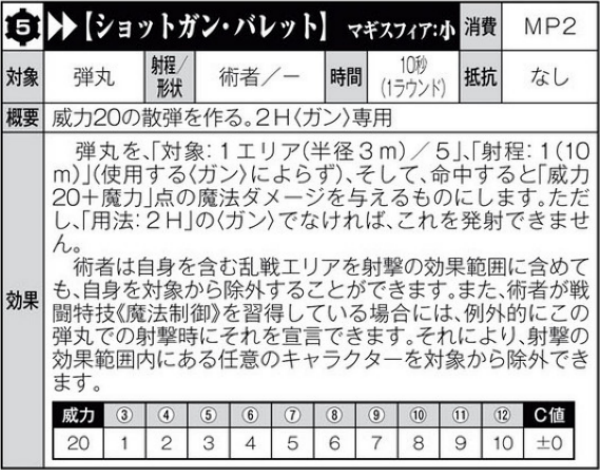 5 ▶▶【ショットガン・バレット】 マギスフィア:小 消費 MP2
対象 弾丸 射程／形状 術者／− 時間 10秒(1ラウンド) 抵抗 なし
概要 威力20の散弾を作る。2H〈ガン〉専用
効果
弾丸を、「対象:1エリア(半径3m)／5」、「射程:1(10
m)」(使用する〈ガン〉によらず)、そして、命中すると「威力
20＋魔力」点の魔法ダメージを与えるものにします。ただ
し、「用法:2H」の〈ガン〉でなければ、これを発射できませ
ん。
術者は自身を含む乱戦エリアを射撃の効果範囲に含めて
も、自身を対象から除外することができます。また、術者が戦
闘特技《魔法制御》を習得している場合には、例外的にこの
弾丸での射撃時にそれを宣言できます。それにより、射撃の
効果範囲内にある任意のキャラクターを対象から除外でき
ます。
威力 ③ ④ ⑤ ⑥ ⑦ ⑧ ⑨ ⑩ ⑪ ⑫ C値
20 1 2 3 4 5 6 7 8 9 10 ±0